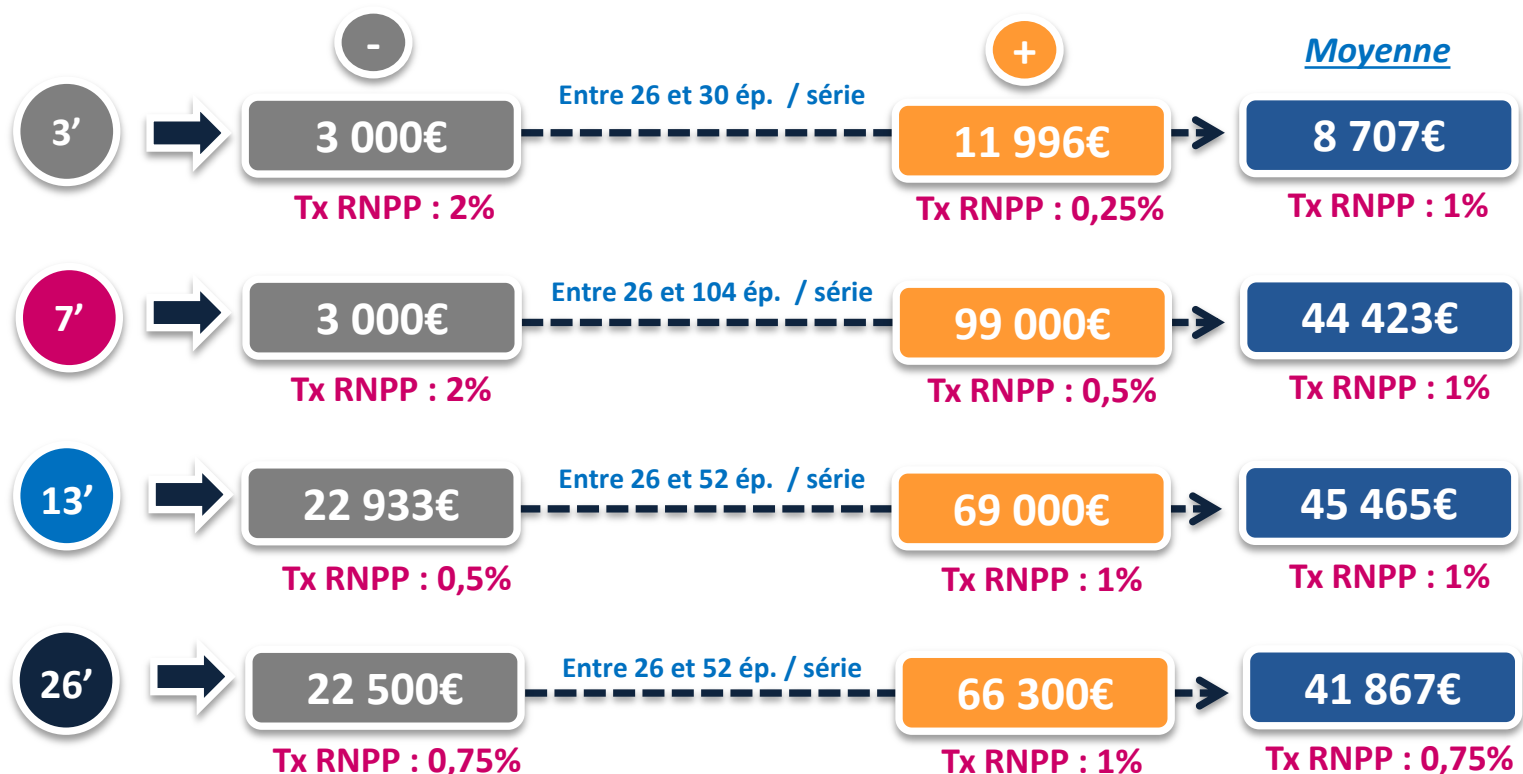 -
+
Moyenne
3’
3 000€
Entre 26 et 30 ép. / série
11 996€
8 707€
Tx RNPP : 2%
Tx RNPP : 0,25%
Tx RNPP : 1%
7’
3 000€
Entre 26 et 104 ép. / série
99 000€
44 423€
Tx RNPP : 2%
Tx RNPP : 0,5%
Tx RNPP : 1%
13’
22 933€
Entre 26 et 52 ép. / série
69 000€
45 465€
Tx RNPP : 0,5%
Tx RNPP : 1%
Tx RNPP : 1%
26’
22 500€
Entre 26 et 52 ép. / série
66 300€
41 867€
Tx RNPP : 0,75%
Tx RNPP : 1%
Tx RNPP : 0,75%